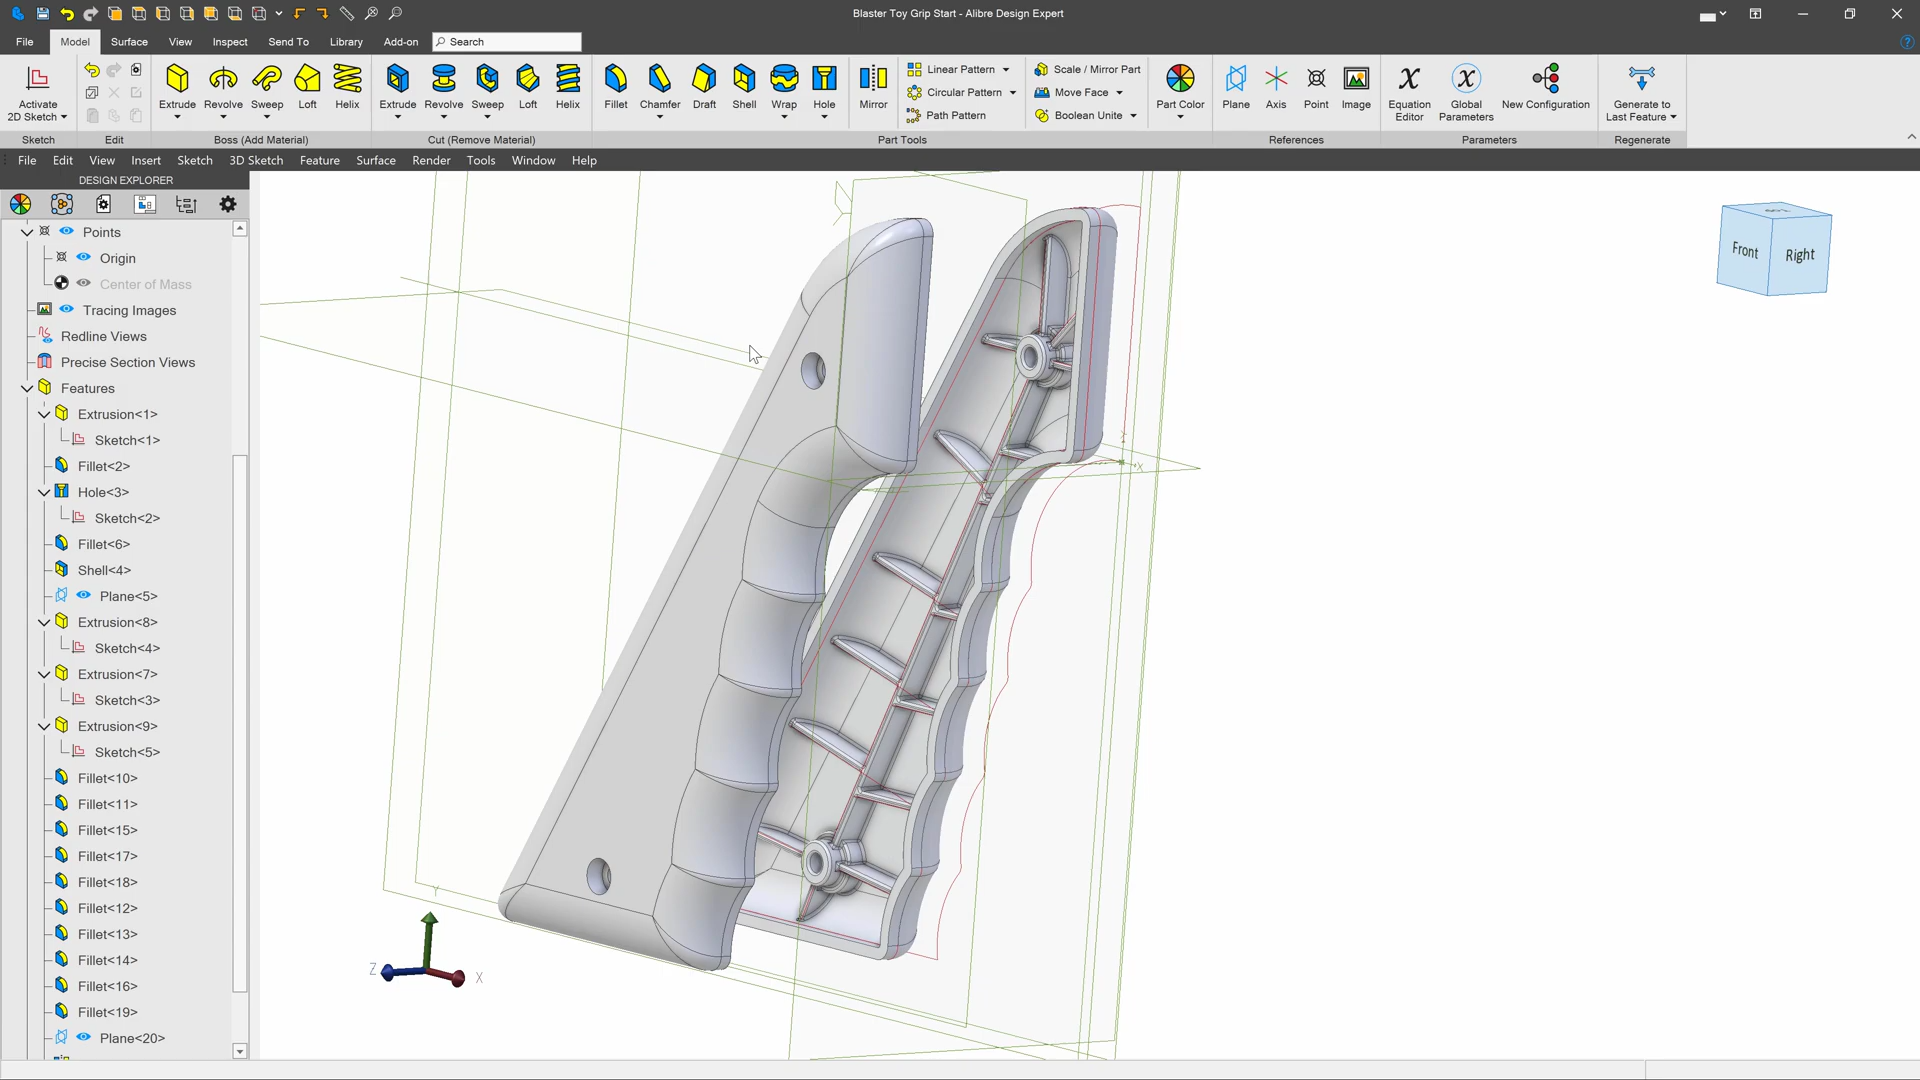 Blaster Toy Grip Start - Alibre Design Expert
File Model Surface View Inspect Send To Library Add-on Search
Activate 2D Sketch
Extrude Revolve Sweep Loft Helix
Extrude Revolve Sweep Loft Helix
Fillet Chamfer Draft Shell Wrap Hole Mirror
Linear Pattern
Circular Pattern
Path Pattern
Scale / Mirror Part
Move Face
Boolean Unite
Part Color
Plane Axis Point Image
Equation Editor
Global Parameters
New Configuration
Generate to Last Feature
Sketch Edit Boss (Add Material) Cut (Remove Material) Part Tools References Parameters Regenerate
File Edit View Insert Sketch 3D Sketch Feature Surface Render Tools Window Help
DESIGN EXPLORER
Points
Origin
Center of Mass
Tracing Images
Redline Views
Precise Section Views
Features
Extrusion<1>
Sketch<1>
Fillet<2>
Hole<3>
Sketch<2>
Fillet<6>
Shell<4>
Plane<5>
Extrusion<8>
Sketch<4>
Extrusion<7>
Sketch<3>
Extrusion<9>
Sketch<5>
Fillet<10>
Fillet<11>
Fillet<15>
Fillet<17>
Fillet<18>
Fillet<12>
Fillet<13>
Fillet<14>
Fillet<16>
Fillet<19>
Plane<20>
Front Right
Y
X
Y
Z X